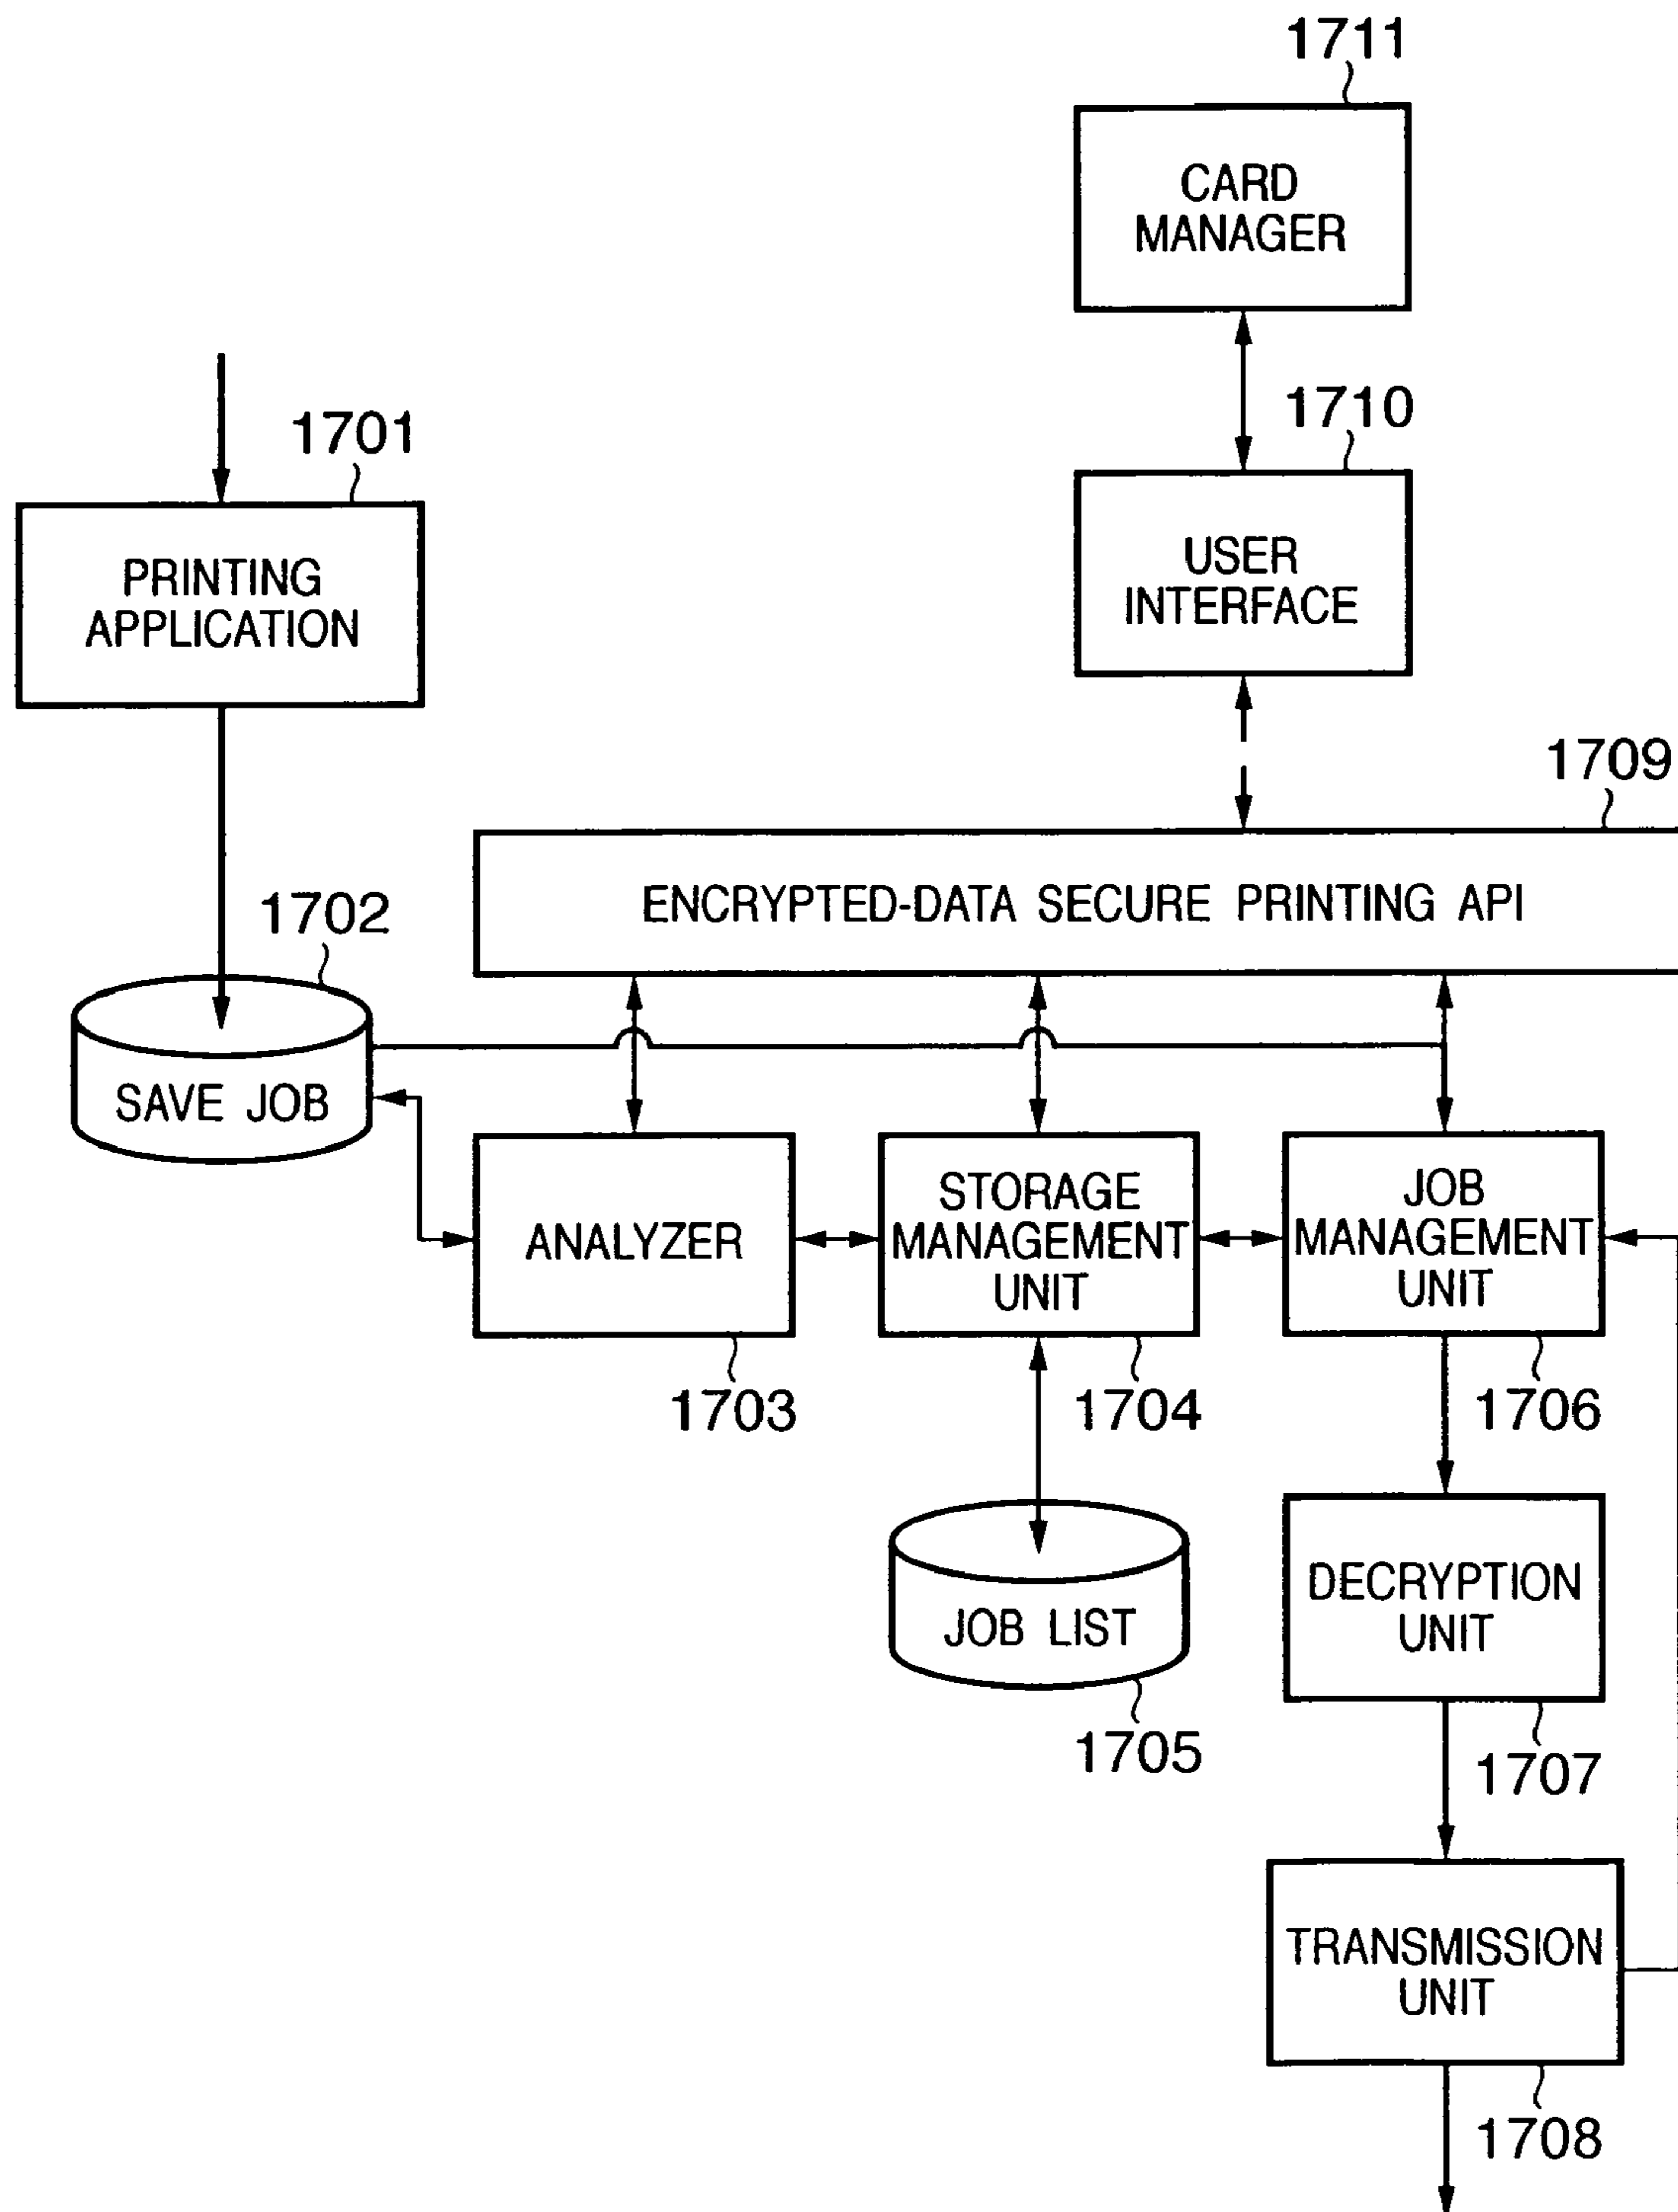 1711
CARD
MANAGER
1710
USER
INTERFACE
1701
PRINTING
APPLICATION
1709
ENCRYPTED-DATA SECURE PRINTING API
1702
SAVE JOB
ANALYZER
1703
STORAGE
MANAGEMENT
UNIT
1704
JOB
MANAGEMENT
UNIT
1706
JOB LIST
1705
DECRYPTION
UNIT
1707
TRANSMISSION
UNIT
1708